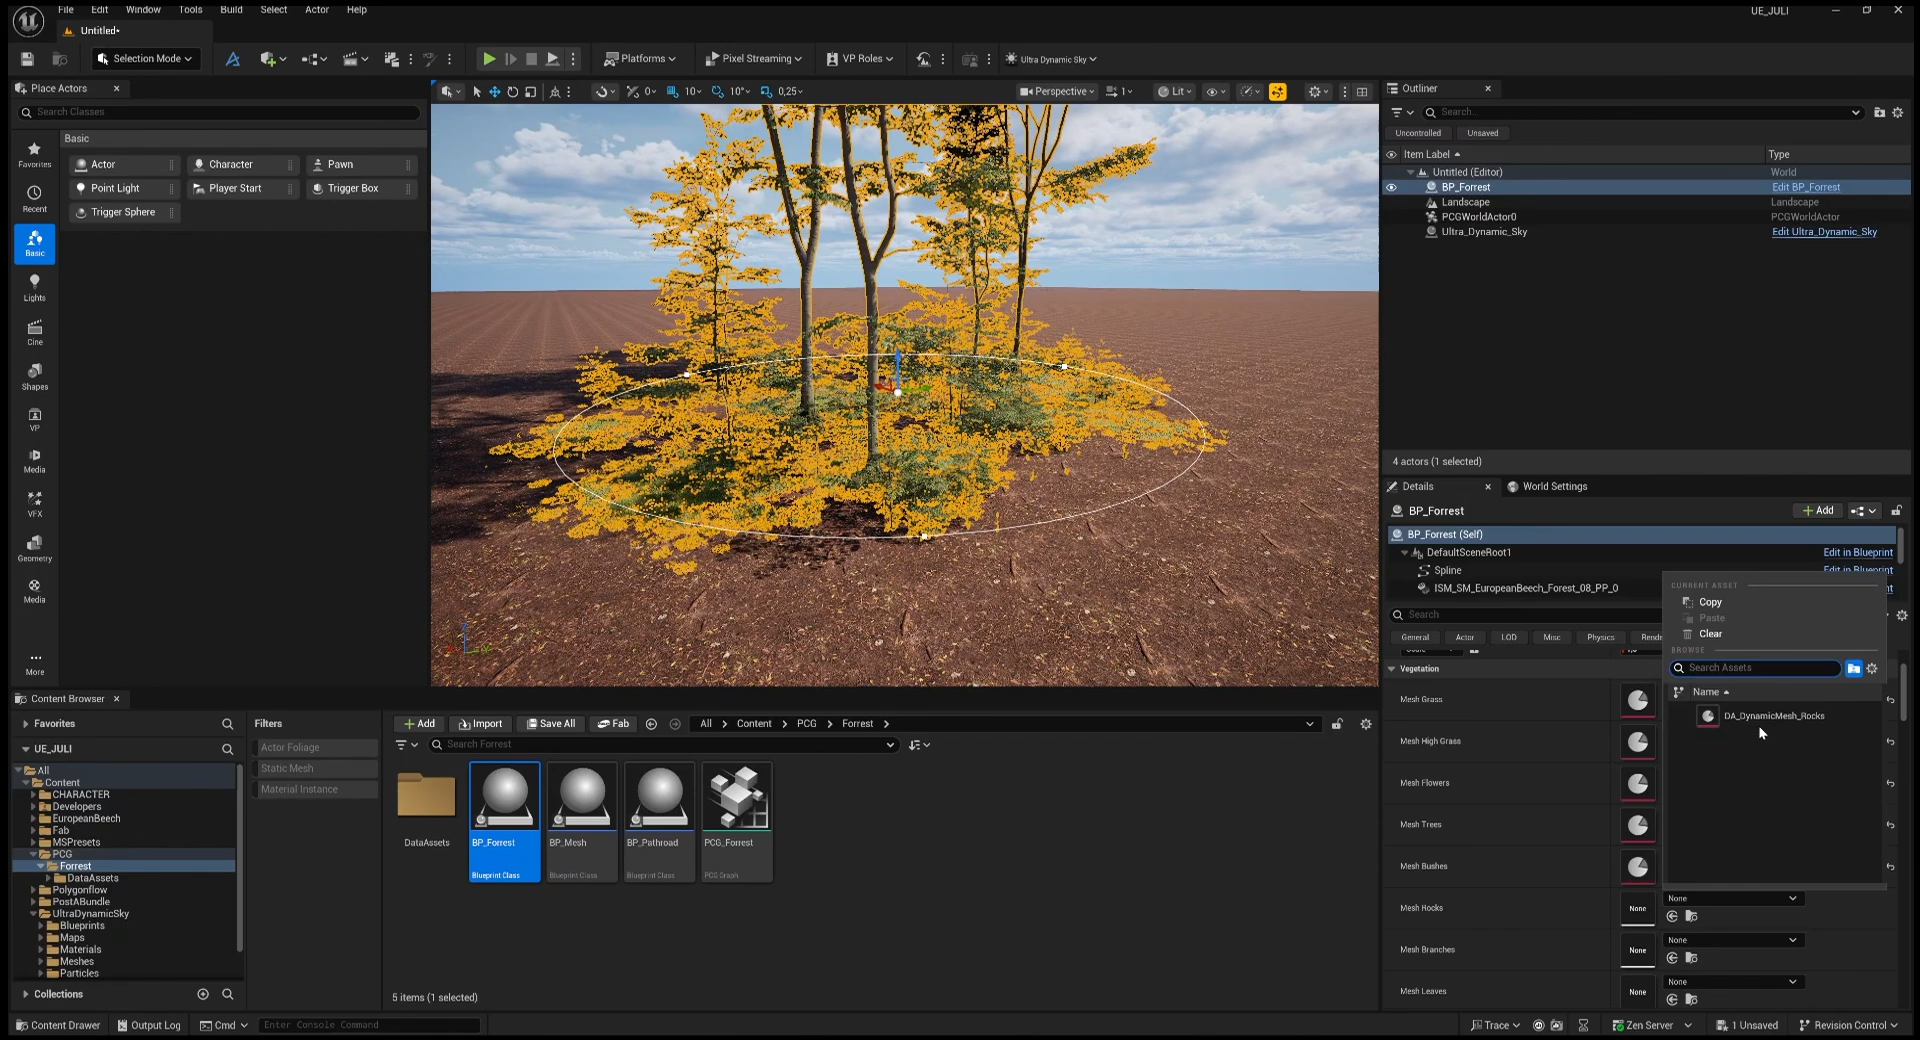 File Edit Window Tools Build Select Actor Help
UE_JULI
Untitled•
Selection Mode
Platforms
Pixel Streaming
VP Roles
Ultra Dynamic Sky
Place Actors
Search Classes
Basic
Favorites
Recent
Basic
Lights
Cine
Shapes
VP
Media
VFX
Geometry
Media
More
Actor Character Pawn
Point Light Player Start Trigger Box
Trigger Sphere
0 10 10° 0,25
Perspective 1 Lit
Outliner
Search...
Uncontrolled Unsaved
Item Label Type
Untitled (Editor) World
BP_Forrest Edit BP_Forrest
Landscape Landscape
PCGWorldActor0 PCGWorldActor
Ultra_Dynamic_Sky Edit Ultra_Dynamic_Sky
4 actors (1 selected)
Details World Settings
BP_Forrest
Add
BP_Forrest (Self)
DefaultSceneRoot1 Edit in Blueprint
Spline Edit in Blueprint
ISM_SM_EuropeanBeech_Forest_08_PP_0
Search
General Actor LOD Misc Physics
Vegetation
Mesh Grass
Mesh High Grass
Mesh Flowers
Mesh Trees
Mesh Bushes
Mesh Rocks None None
Mesh Branches None None
Mesh Leaves None None
CURRENT ASSET
Copy
Paste
Clear
BROWSE
Search Assets
Name
DA_DynamicMesh_Rocks
Content Browser
Favorites
UE_JULI
All
Content
CHARACTER
Developers
EuropeanBeech
Fab
MSPresets
PCG
Forrest
DataAssets
Polygonflow
PostABundle
UltraDynamicSky
Blueprints
Maps
Materials
Meshes
Particles
Collections
Filters
Actor Foliage
Static Mesh
Material Instance
Add Import Save All Fab All Content PCG Forrest
Search Forrest
DataAssets
BP_Forrest
Blueprint Class
BP_Mesh
Blueprint Class
BP_Pathroad
Blueprint Class
PCG_Forrest
PCG Graph
5 items (1 selected)
Content Drawer Output Log Cmd Enter Console Command
Trace Zen Server 1 Unsaved Revision Control